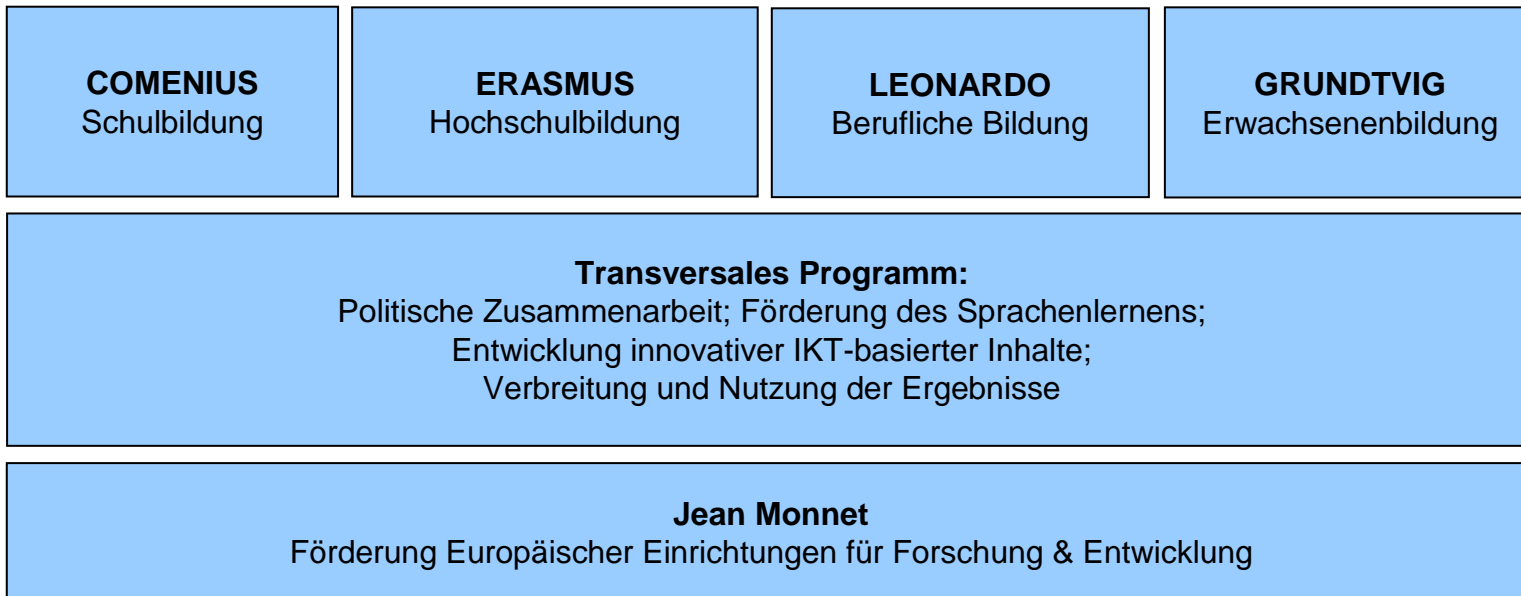 COMENIUS
Schulbildung
ERASMUS
Hochschulbildung
LEONARDO
Berufliche Bildung
GRUNDTVIG
Erwachsenenbildung
Transversales Programm:
Politische Zusammenarbeit; Förderung des Sprachenlernens;
Entwicklung innovativer IKT-basierter Inhalte;
Verbreitung und Nutzung der Ergebnisse
Jean Monnet
Förderung Europäischer Einrichtungen für Forschung & Entwicklung